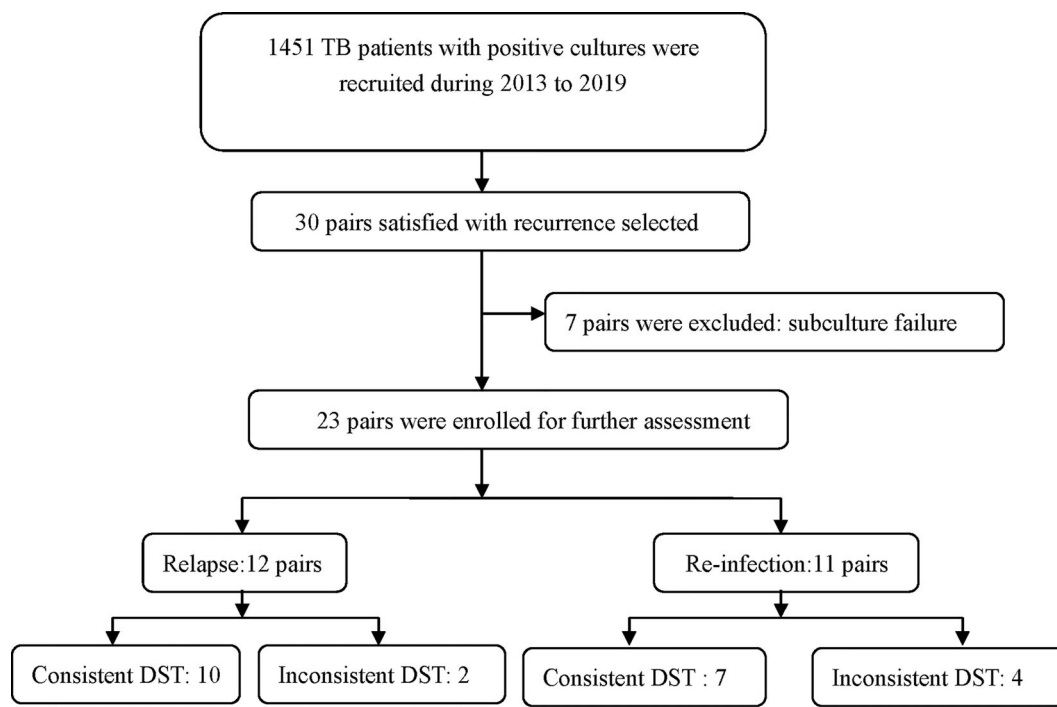 1451 TB patients with positive cultures were
recruited during 2013 to 2019
30 pairs satisfied with recurrence selected
7 pairs were excluded: subculture failure
23 pairs were enrolled for further assessment
Relapse:12 pairs
Re-infection:11 pairs
Consistent DST: 10
Inconsistent DST: 2
Consistent DST : 7
Inconsistent DST: 4